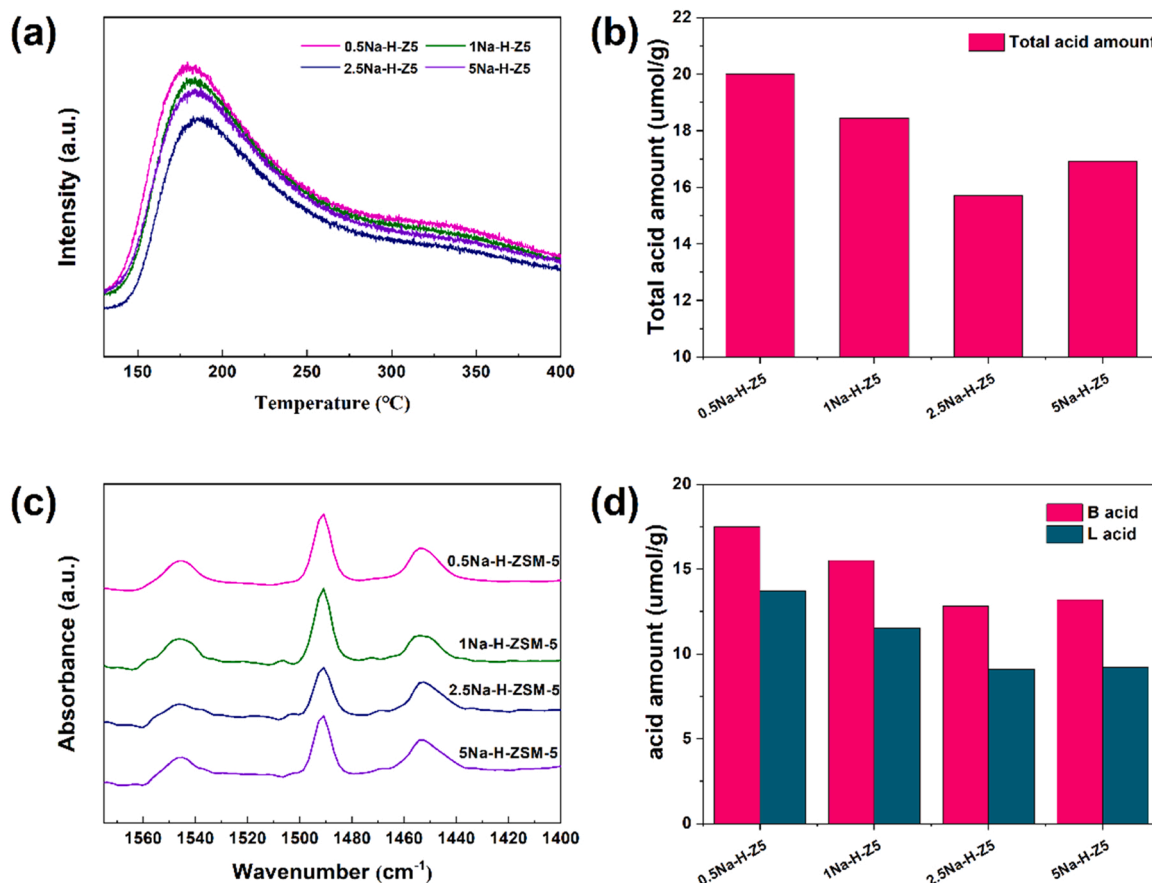 (a)
0.5Na-H-Z5 1Na-H-Z5
2.5Na-H-Z5 5Na-H-Z5
Intensity (a.u.)
150 200 250 300 350 400
Temperature (°C)
(b)
Total acid amount
Total acid amount (umol/g)
22
20
18
16
14
12
10
0.5Na-H-Z5 1Na-H-Z5 2.5Na-H-Z5 5Na-H-Z5
(c)
0.5Na-H-ZSM-5
1Na-H-ZSM-5
2.5Na-H-ZSM-5
5Na-H-ZSM-5
Absorbance (a.u.)
1560 1540 1520 1500 1480 1460 1440 1420 1400
Wavenumber (cm⁻¹)
(d)
B acid
L acid
acid amount (umol/g)
20
15
10
5
0
0.5Na-H-Z5 1Na-H-Z5 2.5Na-H-Z5 5Na-H-Z5